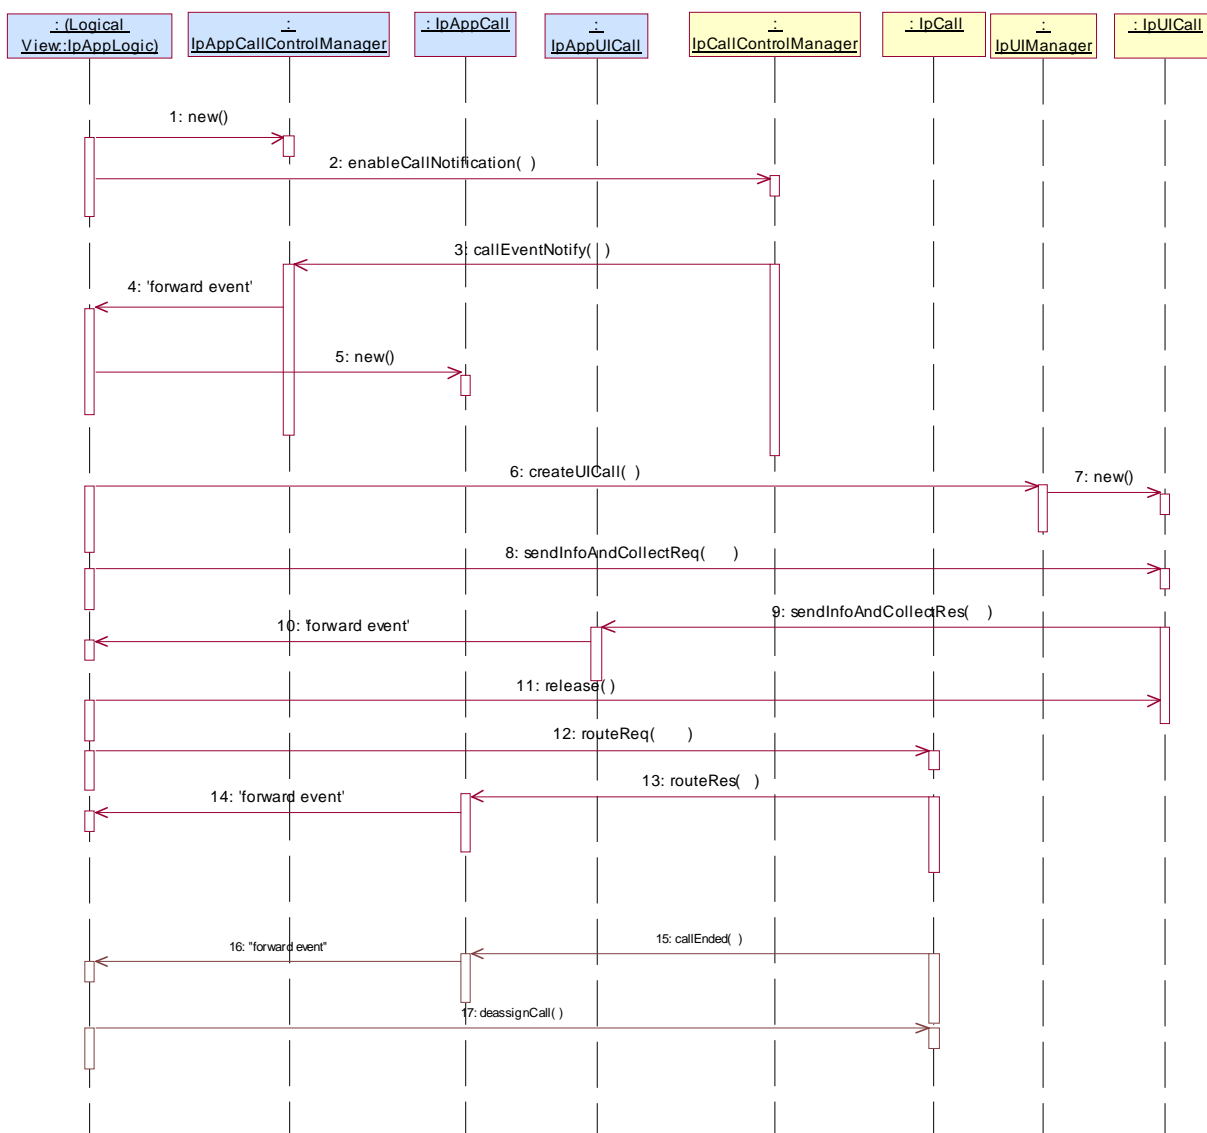 : (Logical
View::IpAppLogic)
:
IpAppCallControlManager
: IpAppCall
:
IpAppUICall
:
IpCallControlManager
: IpCall
:
IpUIManager
: IpUICall
1: new()
2: enableCallNotification( )
3: callEventNotify( )
4: 'forward event'
5: new()
6: createUICall( )
7: new()
8: sendInfoAndCollectReq( )
9: sendInfoAndCollectRes( )
10: 'forward event'
11: release( )
12: routeReq( )
13: routeRes( )
14: 'forward event'
15: callEnded( )
16: "forward event"
17: deassignCall( )